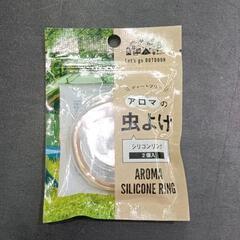 Let's go OUTDOOR
アロマの
虫よけ
シリコンリング
2個入
AROMA
SILICONE RING